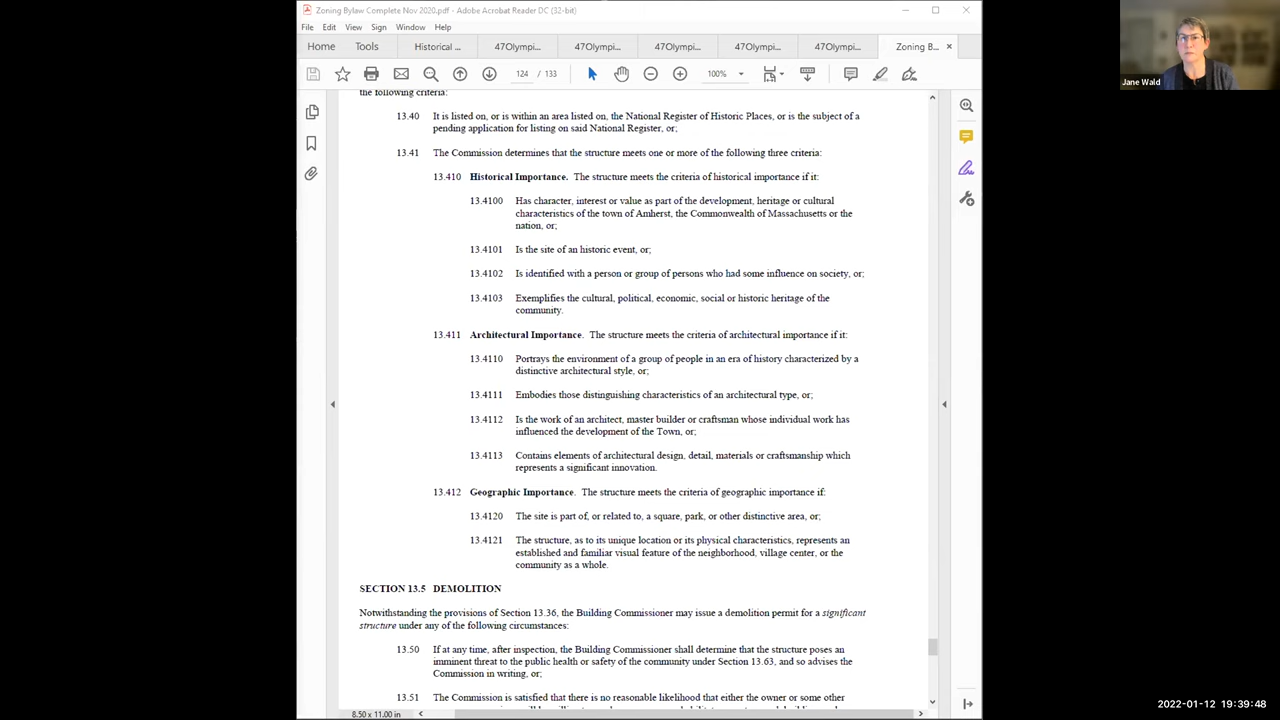 Zoning Bylaw Complete Nov 2020.pdf - Adobe Acrobat Reader DC (32-bit)
File Edit View Sign Window Help
Home Tools Historical ... 47Olympi... 47Olympi... 47Olympi... 47Olympi... 47Olympi... Zoning B... ×
124 / 133 100%
the following criteria:
13.40 It is listed on, or is within an area listed on, the National Register of Historic Places, or is the subject of a
pending application for listing on said National Register, or;
13.41 The Commission determines that the structure meets one or more of the following three criteria:
13.410 Historical Importance. The structure meets the criteria of historical importance if it:
13.4100 Has character, interest or value as part of the development, heritage or cultural
characteristics of the town of Amherst, the Commonwealth of Massachusetts or the
nation, or;
13.4101 Is the site of an historic event, or;
13.4102 Is identified with a person or group of persons who had some influence on society, or;
13.4103 Exemplifies the cultural, political, economic, social or historic heritage of the
community.
13.411 Architectural Importance. The structure meets the criteria of architectural importance if it:
13.4110 Portrays the environment of a group of people in an era of history characterized by a
distinctive architectural style, or;
13.4111 Embodies those distinguishing characteristics of an architectural type, or;
13.4112 Is the work of an architect, master builder or craftsman whose individual work has
influenced the development of the Town, or;
13.4113 Contains elements of architectural design, detail, materials or craftsmanship which
represents a significant innovation.
13.412 Geographic Importance. The structure meets the criteria of geographic importance if:
13.4120 The site is part of, or related to, a square, park, or other distinctive area, or;
13.4121 The structure, as to its unique location or its physical characteristics, represents an
established and familiar visual feature of the neighborhood, village center, or the
community as a whole.
SECTION 13.5 DEMOLITION
Notwithstanding the provisions of Section 13.36, the Building Commissioner may issue a demolition permit for a significant
structure under any of the following circumstances:
13.50 If at any time, after inspection, the Building Commissioner shall determine that the structure poses an
imminent threat to the public health or safety of the community under Section 13.63, and so advises the
Commission in writing, or;
13.51 The Commission is satisfied that there is no reasonable likelihood that either the owner or some other
8.50 x 11.00 in
Jane Wald
2022-01-12 19:39:48